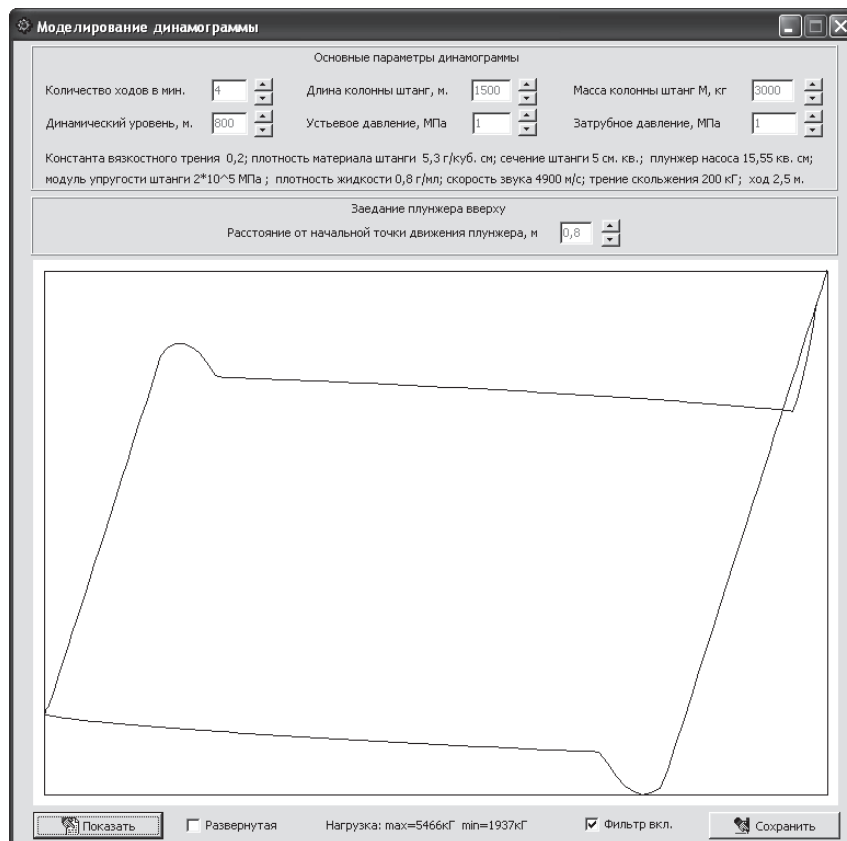 Моделирование динамограммы
Основные параметры динамограммы
Количество ходов в мин. 4 Длина колонны штанг, м. 1500 Масса колонны штанг М, кг 3000
Динамический уровень, м. 800 Устьевое давление, МПа 1 Затрубное давление, МПа 1
Константа вязкостного трения 0,2; плотность материала штанги 5,3 г/куб. см; сечение штанги 5 см. кв.; плунжер насоса 15,55 кв. см;
модуль упругости штанги 2*10^5 МПа ; плотность жидкости 0,8 г/мл; скорость звука 4900 м/с; трение скольжения 200 кГ; ход 2,5 м.
Заедание плунжера вверху
Расстояние от начальной точки движения плунжера, м 0,8
Показать Развернутая Нагрузка: max=5466кГ min=1937кГ Фильтр вкл. Сохранить